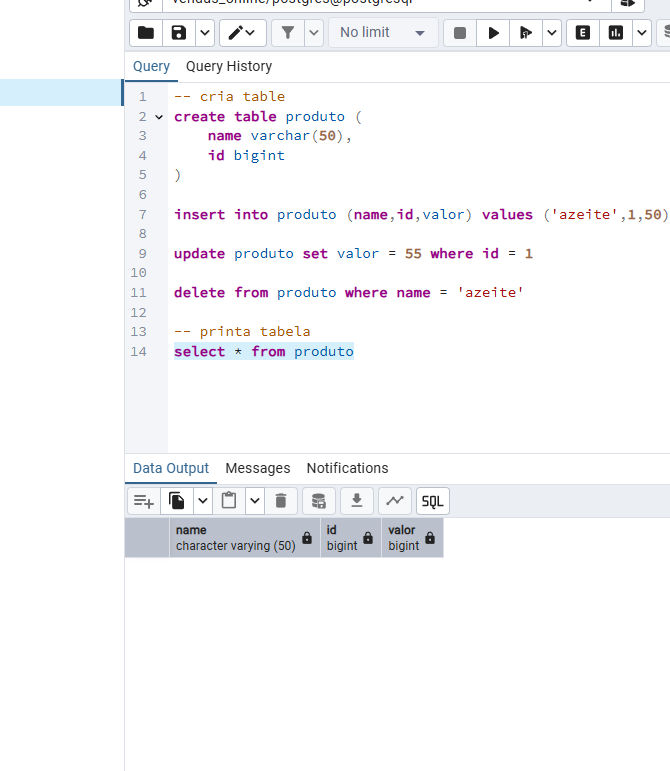 No limit
E
Query Query History
1 -- cria table
2 create table produto (
3 name varchar(50),
4 id bigint
5 )
6
7 insert into produto (name,id,valor) values ('azeite',1,50)
8
9 update produto set valor = 55 where id = 1
10
11 delete from produto where name = 'azeite'
12
13 -- printa tabela
14 select * from produto
Data Output Messages Notifications
SQL
name id valor
character varying (50) bigint bigint